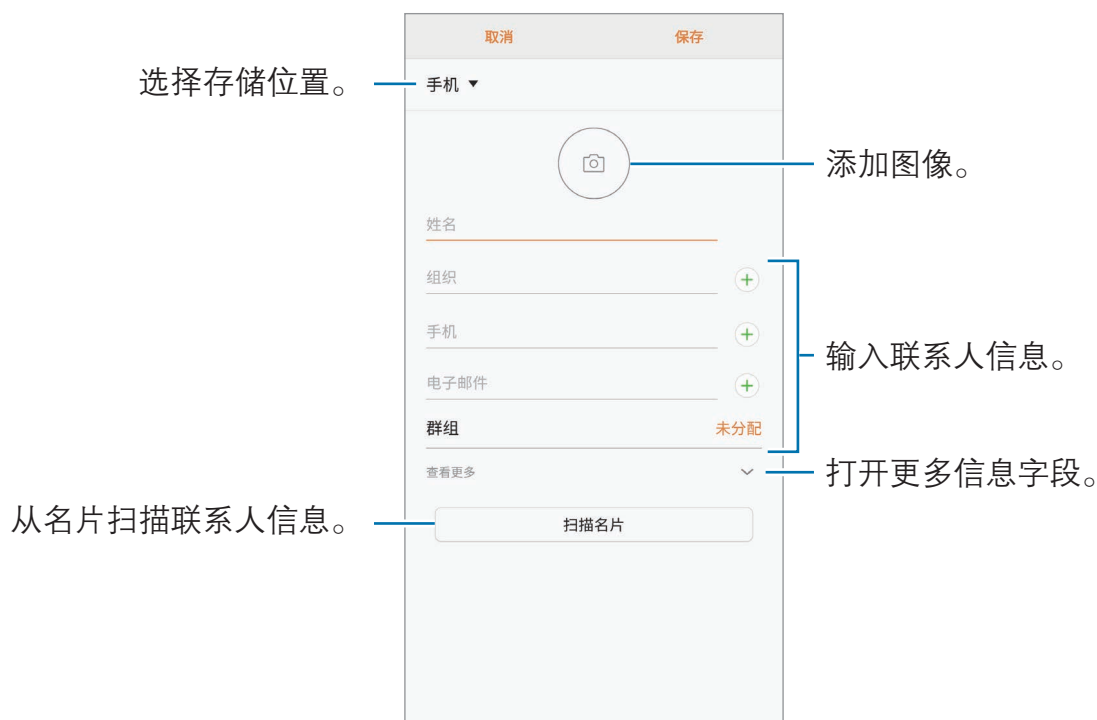 取消 保存
选择存储位置。 手机
添加图像。
姓名
组织
手机
输入联系人信息。
电子邮件
群组 未分配
查看更多 打开更多信息字段。
从名片扫描联系人信息。 扫描名片